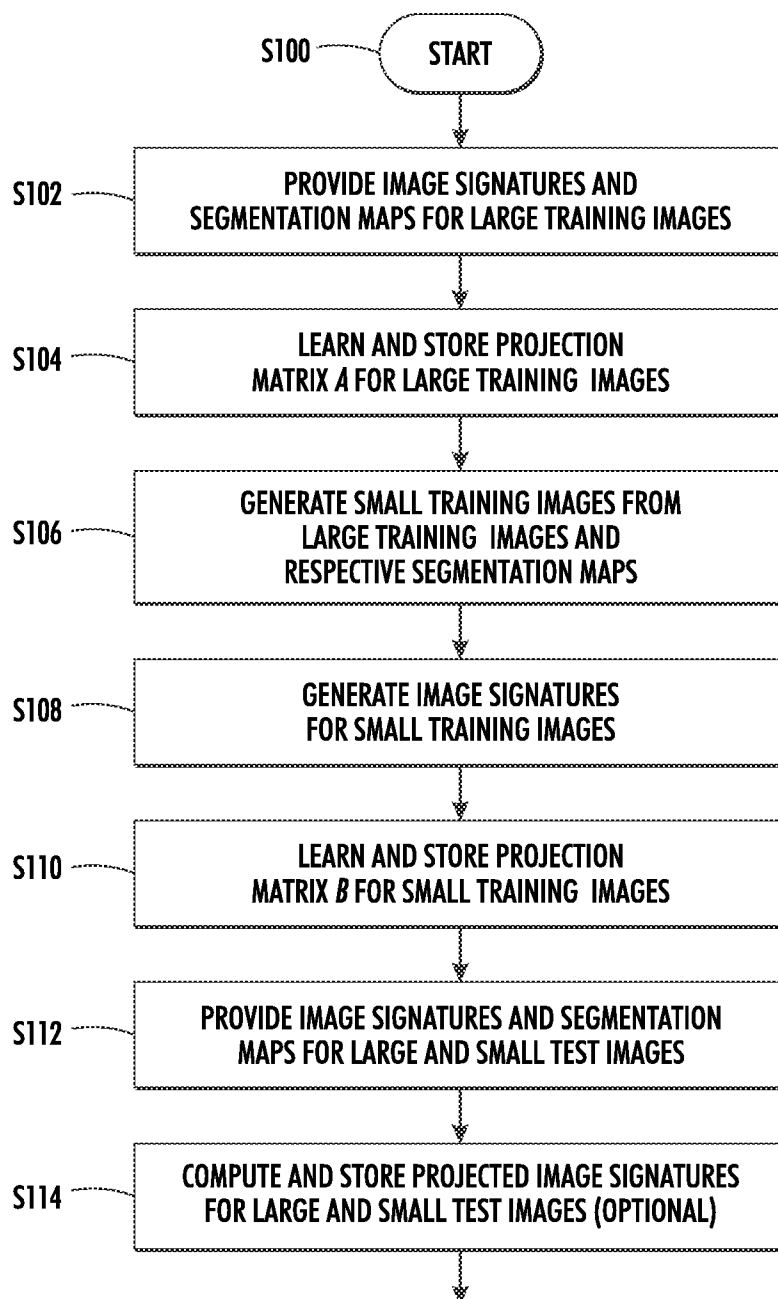 S100
START
S102
PROVIDE IMAGE SIGNATURES AND
SEGMENTATION MAPS FOR LARGE TRAINING IMAGES
S104
LEARN AND STORE PROJECTION
MATRIX A FOR LARGE TRAINING IMAGES
S106
GENERATE SMALL TRAINING IMAGES FROM
LARGE TRAINING IMAGES AND
RESPECTIVE SEGMENTATION MAPS
S108
GENERATE IMAGE SIGNATURES
FOR SMALL TRAINING IMAGES
S110
LEARN AND STORE PROJECTION
MATRIX B FOR SMALL TRAINING IMAGES
S112
PROVIDE IMAGE SIGNATURES AND SEGMENTATION
MAPS FOR LARGE AND SMALL TEST IMAGES
S114
COMPUTE AND STORE PROJECTED IMAGE SIGNATURES
FOR LARGE AND SMALL TEST IMAGES (OPTIONAL)